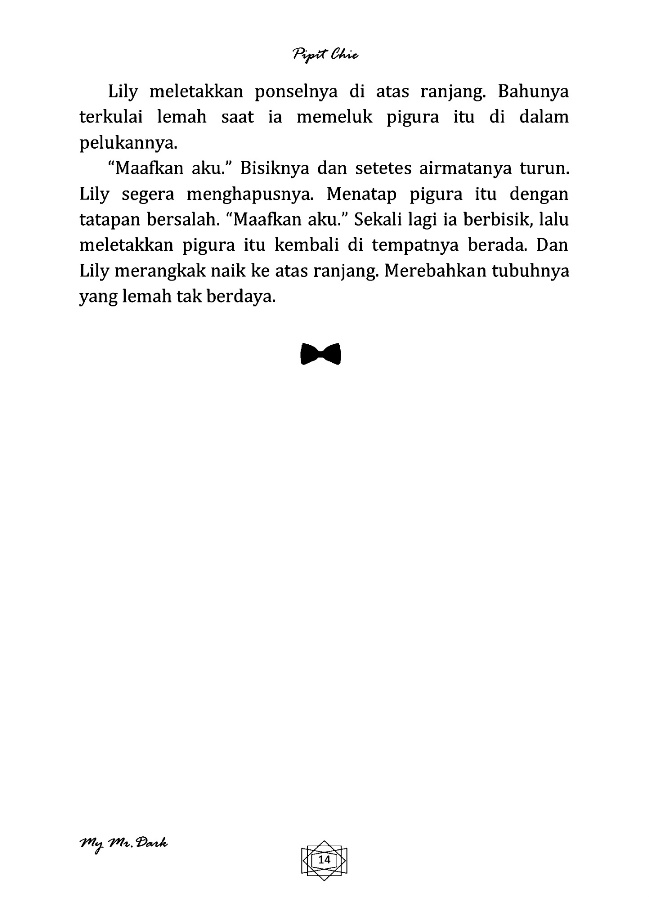 Pipit Chie
Lily meletakkan ponselnya di atas ranjang. Bahunya
terkulai lemah saat ia memeluk pigura itu di dalam
pelukannya.
“Maafkan aku.” Bisiknya dan setetes airmatanya turun.
Lily segera menghapusnya. Menatap pigura itu dengan
tatapan bersalah. “Maafkan aku.” Sekali lagi ia berbisik, lalu
meletakkan pigura itu kembali di tempatnya berada. Dan
Lily merangkak naik ke atas ranjang. Merebahkan tubuhnya
yang lemah tak berdaya.
My Mr. Dark
14